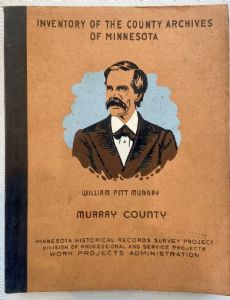 INVENTORY OF THE COUNTY ARCHIVES
OF MINNESOTA
WILLIAM PITT MURRAY
MURRAY COUNTY
MINNESOTA HISTORICAL RECORDS SURVEY PROJECT
DIVISION OF PROFESSIONAL AND SERVICE PROJECTS
WORK PROJECTS ADMINISTRATION